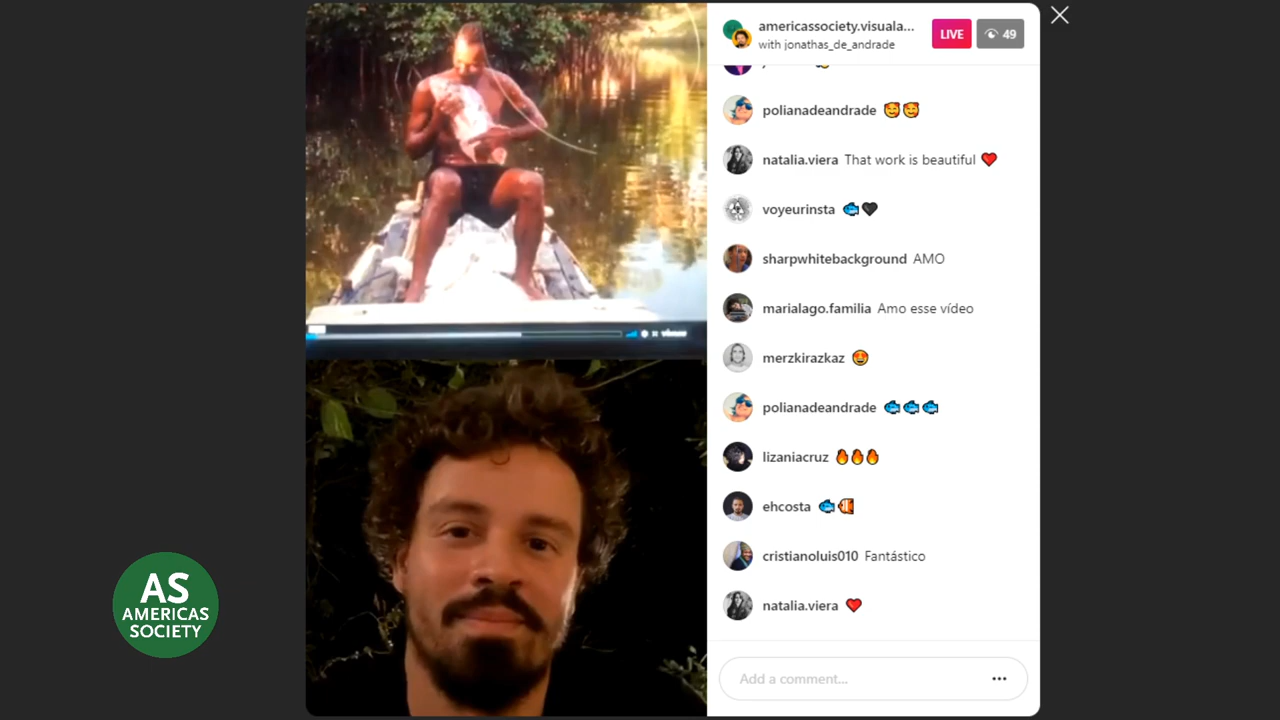 americassociety.visuala...
with jonathas_de_andrade
LIVE
49
polianadeandrade 🥰🥰
natalia.viera That work is beautiful ❤️
voyeurinsta 🐟🖤
sharpwhitebackground AMO
marialago.familia Amo esse vídeo
merzkirazkaz 😍
polianadeandrade 🐟🐟🐟
lizaniacruz 🔥🔥🔥
ehcosta 🐟🐠
cristianoluis010 Fantástico
natalia.viera ❤️
Add a comment...
AS
AMERICAS
SOCIETY